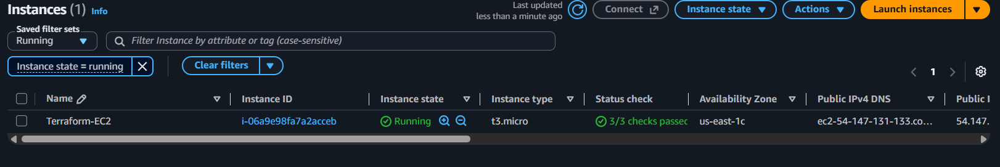 Instances (1) Info
Last updated
less than a minute ago
Connect
Instance state
Actions
Launch instances
Saved filter sets
Running
Filter Instance by attribute or tag (case-sensitive)
Instance state = running
Clear filters
1
Name Instance ID Instance state Instance type Status check Availability Zone Public IPv4 DNS Public I
Terraform-EC2 i-06a9e98fa7a2acceb Running t3.micro 3/3 checks passec us-east-1c ec2-54-147-131-133.co... 54.147.